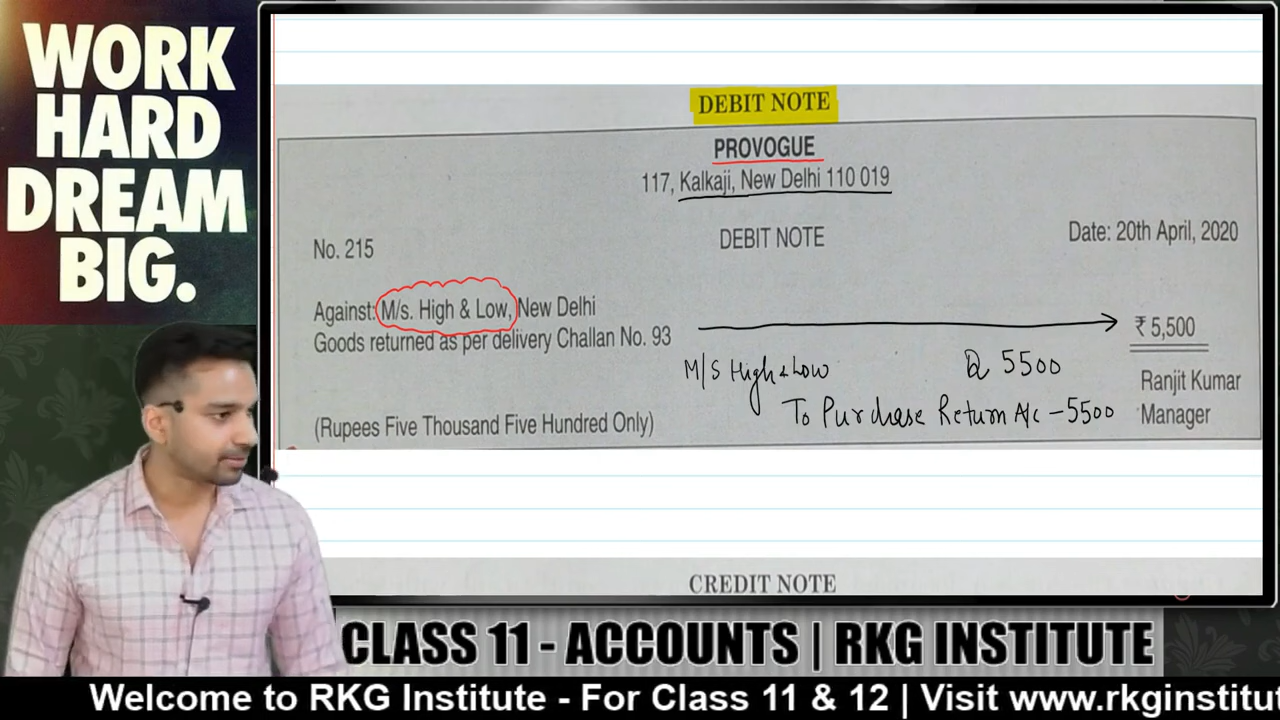 WORK
HARD
DREAM
BIG.
DEBIT NOTE
PROVOGUE
117, Kalkaji, New Delhi 110 019
No. 215
DEBIT NOTE
Date: 20th April, 2020
Against: M/s. High & Low, New Delhi
Goods returned as per delivery Challan No. 93
₹ 5,500
M/S High & Low Dr 5500
To Purchase Return A/c - 5500
Ranjit Kumar
Manager
(Rupees Five Thousand Five Hundred Only)
CREDIT NOTE
CLASS 11 - ACCOUNTS | RKG INSTITUTE
Welcome to RKG Institute - For Class 11 & 12 | Visit www.rkginstitut